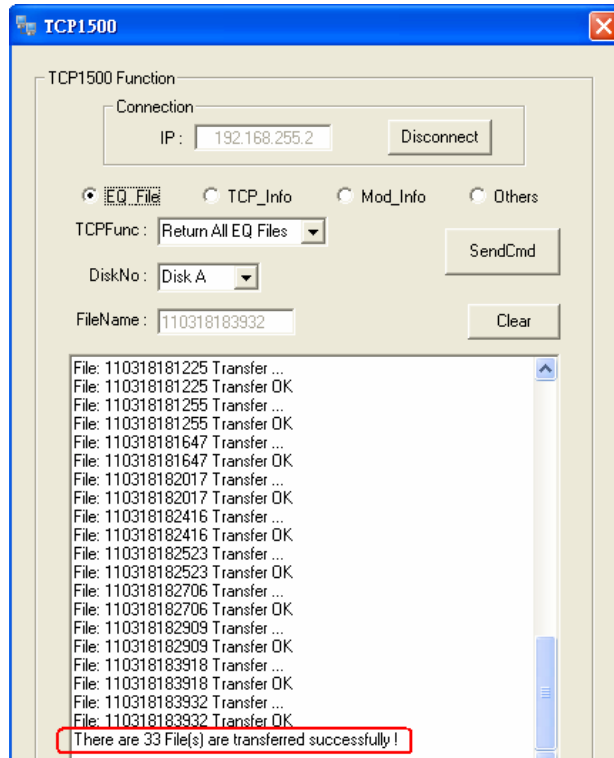 TCP1500
TCP1500 Function
Connection
IP : 192.168.255.2 Disconnect
EQ_File TCP_Info Mod_Info Others
TCPFunc : Return All EQ Files
SendCmd
DiskNo : Disk A
FileName : 110318183932 Clear
File: 110318181225 Transfer ...
File: 110318181225 Transfer OK
File: 110318181255 Transfer ...
File: 110318181255 Transfer OK
File: 110318181647 Transfer ...
File: 110318181647 Transfer OK
File: 110318182017 Transfer ...
File: 110318182017 Transfer OK
File: 110318182416 Transfer ...
File: 110318182416 Transfer OK
File: 110318182523 Transfer ...
File: 110318182523 Transfer OK
File: 110318182706 Transfer ...
File: 110318182706 Transfer OK
File: 110318182909 Transfer ...
File: 110318182909 Transfer OK
File: 110318183918 Transfer ...
File: 110318183918 Transfer OK
File: 110318183932 Transfer ...
File: 110318183932 Transfer OK
There are 33 File(s) are transferred successfully !